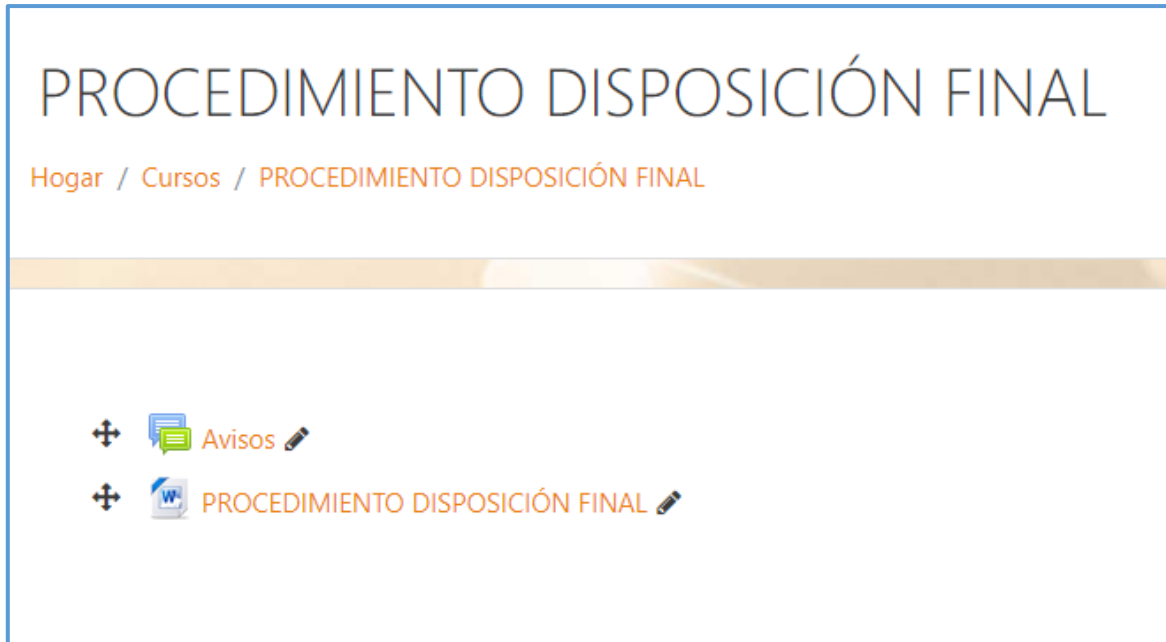 PROCEDIMIENTO DISPOSICIÓN FINAL
Hogar / Cursos / PROCEDIMIENTO DISPOSICIÓN FINAL
Avisos
PROCEDIMIENTO DISPOSICIÓN FINAL